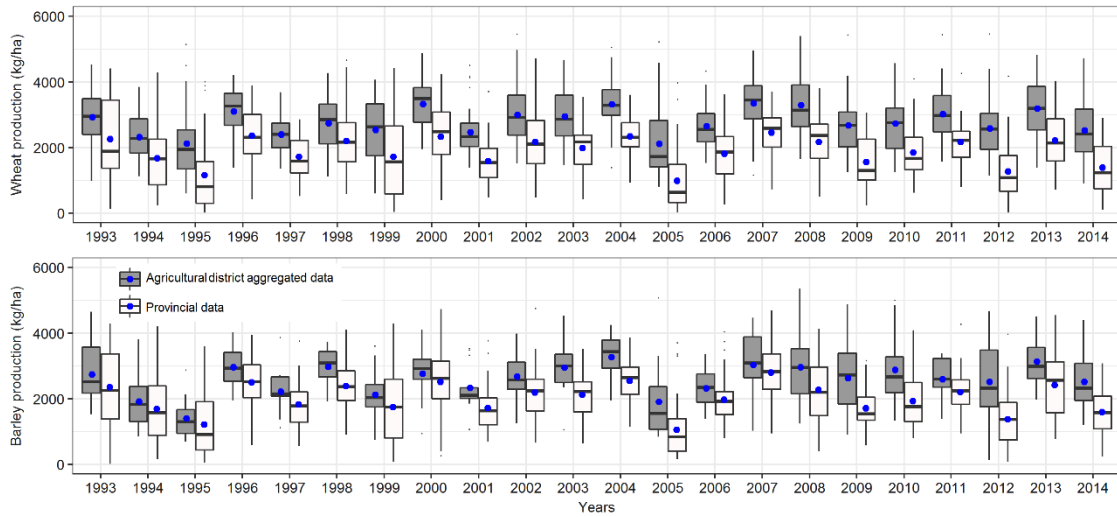 Wheat production (kg/ha)
6000
4000
2000
0
1993 1994 1995 1996 1997 1998 1999 2000 2001 2002 2003 2004 2005 2006 2007 2008 2009 2010 2011 2012 2013 2014
Barley production (kg/ha)
6000
4000
2000
0
Agricultural district aggregated data
Provincial data
1993 1994 1995 1996 1997 1998 1999 2000 2001 2002 2003 2004 2005 2006 2007 2008 2009 2010 2011 2012 2013 2014
Years